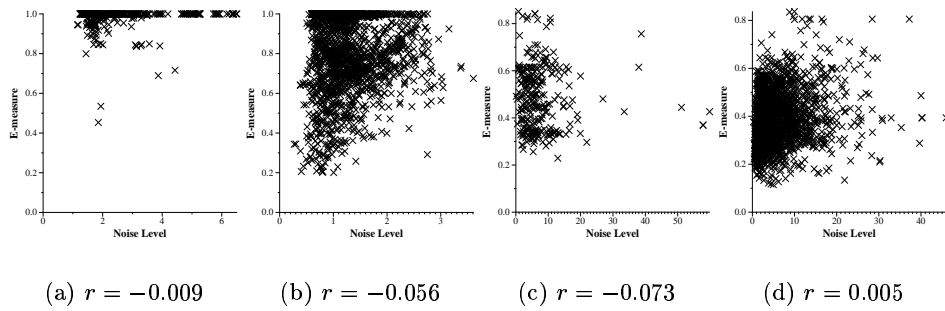 1.0
0.8
0.6
0.4
0.2
0.0
E-measure
0 2 4 6
Noise Level
1.0
0.8
0.6
0.4
0.2
0.0
E-measure
0 1 2 3
Noise Level
0.8
0.6
0.4
0.2
0.0
E-measure
0 10 20 30 40 50
Noise Level
0.8
0.6
0.4
0.2
0.0
E-measure
0 10 20 30 40
Noise Level
(a) r = −0.009
(b) r = −0.056
(c) r = −0.073
(d) r = 0.005